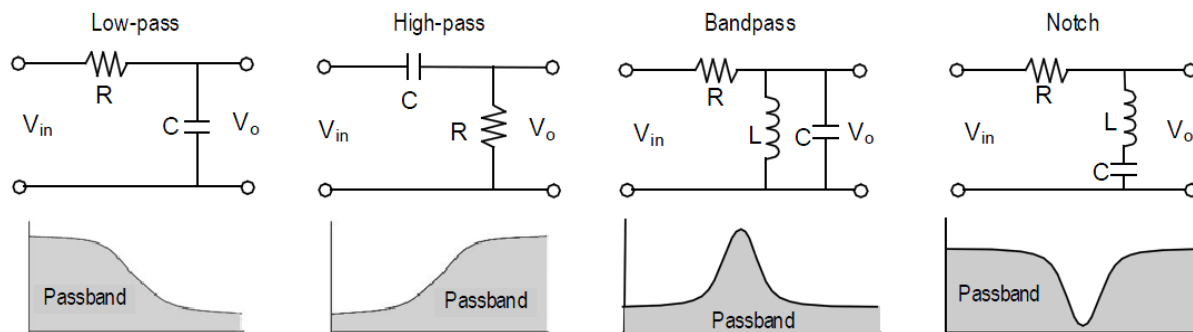 Low-pass
High-pass
Bandpass
Notch
R
C
Vin
Vo
C
R
Vin
Vo
R
L
C
Vin
Vo
R
L
C
Vin
Vo
Passband
Passband
Passband
Passband